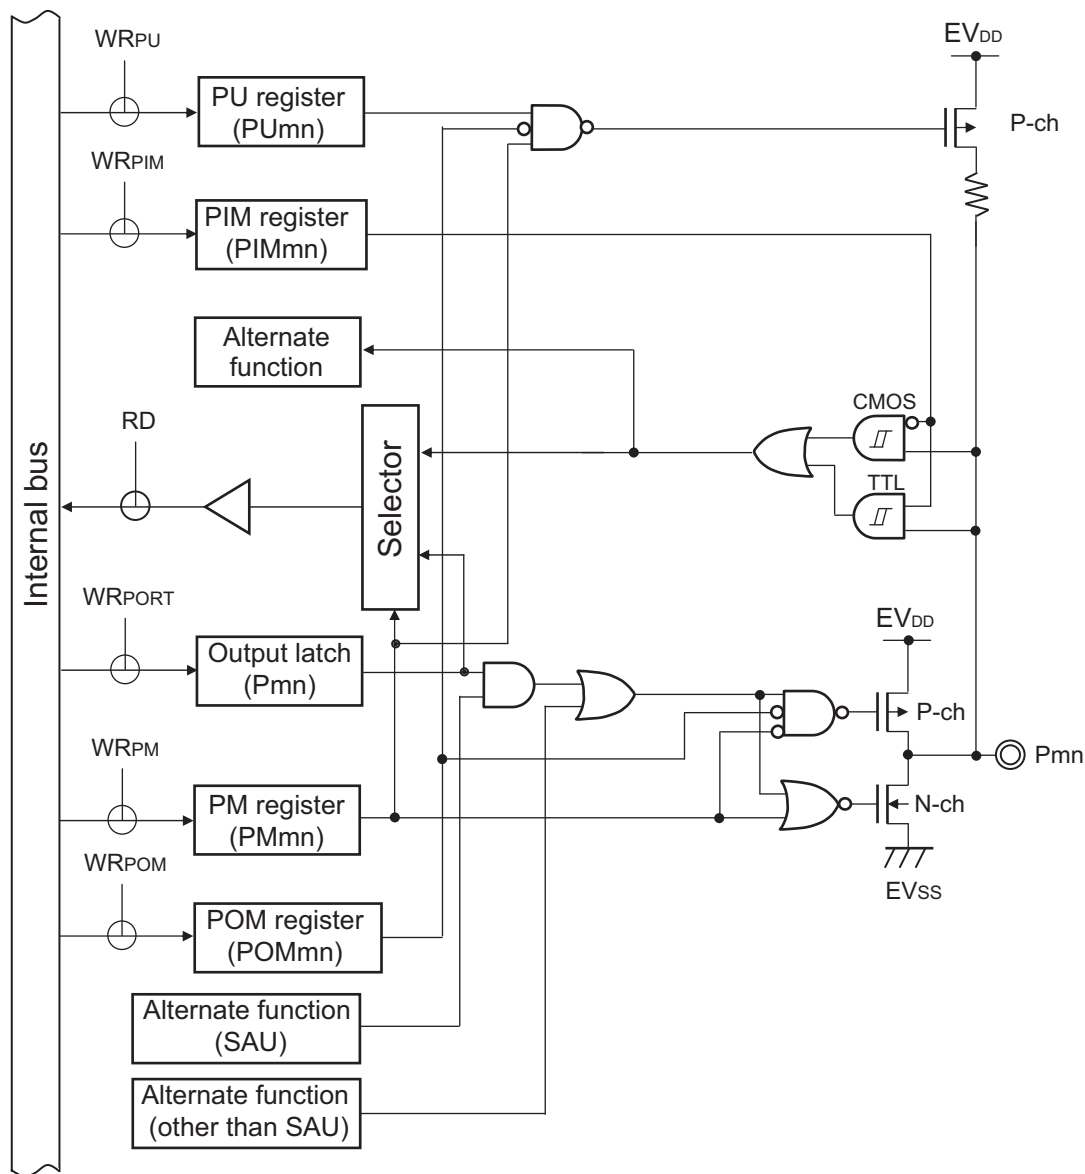 WRPU
EVDD
PU register
(PUmn)
P-ch
WRPIM
PIM register
(PIMmn)
Alternate
function
CMOS
RD
TTL
Selector
Internal bus
WRPORT
EVDD
Output latch
(Pmn)
P-ch
Pmn
WRPM
PM register
(PMmn)
N-ch
WRPOM
EVSS
POM register
(POMmn)
Alternate function
(SAU)
Alternate function
(other than SAU)